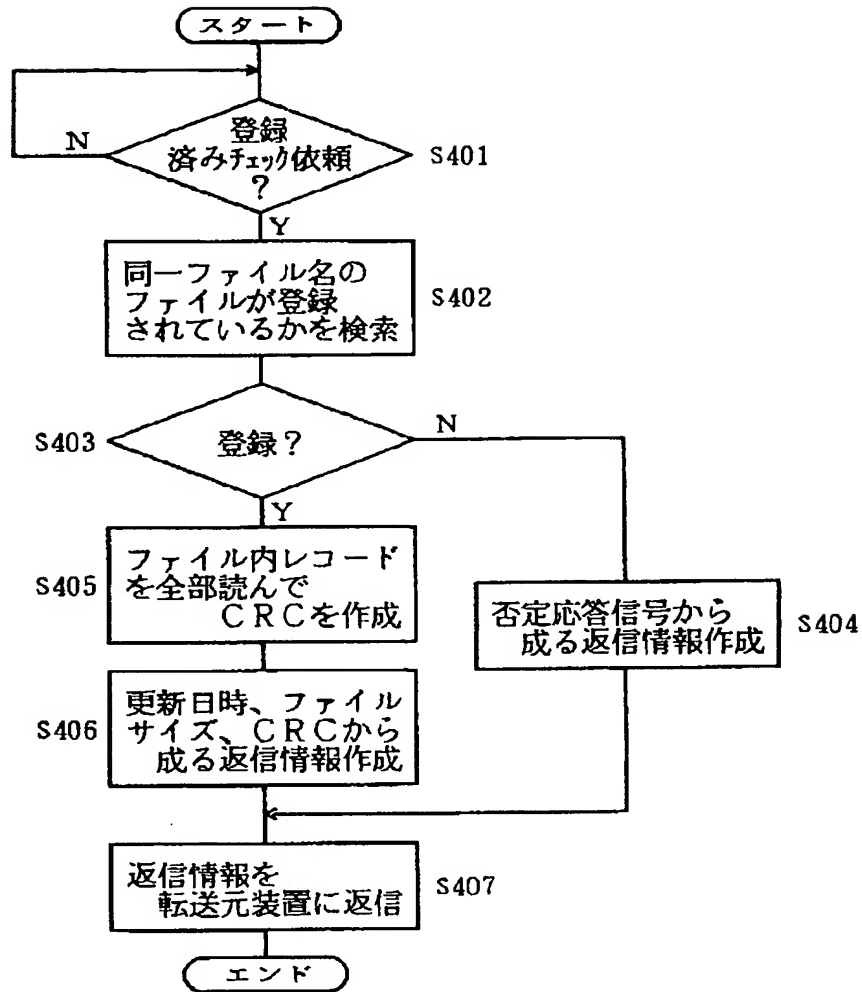 スタート
N
登録
済みチェック依頼
?
S401
Y
同一ファイル名の
ファイルが登録
されているかを検索
S402
S403
登録?
N
Y
S405
ファイル内レコード
を全部読んで
CRCを作成
否定応答信号から
成る返信情報作成
S404
S406
更新日時、ファイル
サイズ、CRCから
成る返信情報作成
返信情報を
転送元装置に返信
S407
エンド